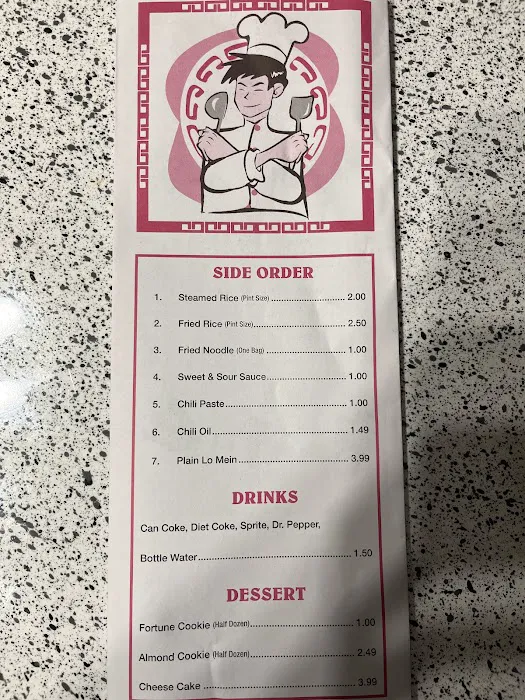 SIDE ORDER
1. Steamed Rice (Pint Size) ............................ 2.00
2. Fried Rice (Pint Size)................................. 2.50
3. Fried Noodle (One Bag) ............................... 1.00
4. Sweet & Sour Sauce.............................. 1.00
5. Chili Paste.............................................. 1.00
6. Chili Oil................................................... 1.49
7. Plain Lo Mein......................................... 3.99
DRINKS
Can Coke, Diet Coke, Sprite, Dr. Pepper,
Bottle Water......................................................... 1.50
DESSERT
Fortune Cookie (Half Dozen)....................................... 1.00
Almond Cookie (Half Dozen)....................................... 2.49
Cheese Cake ........................................................ 3.99